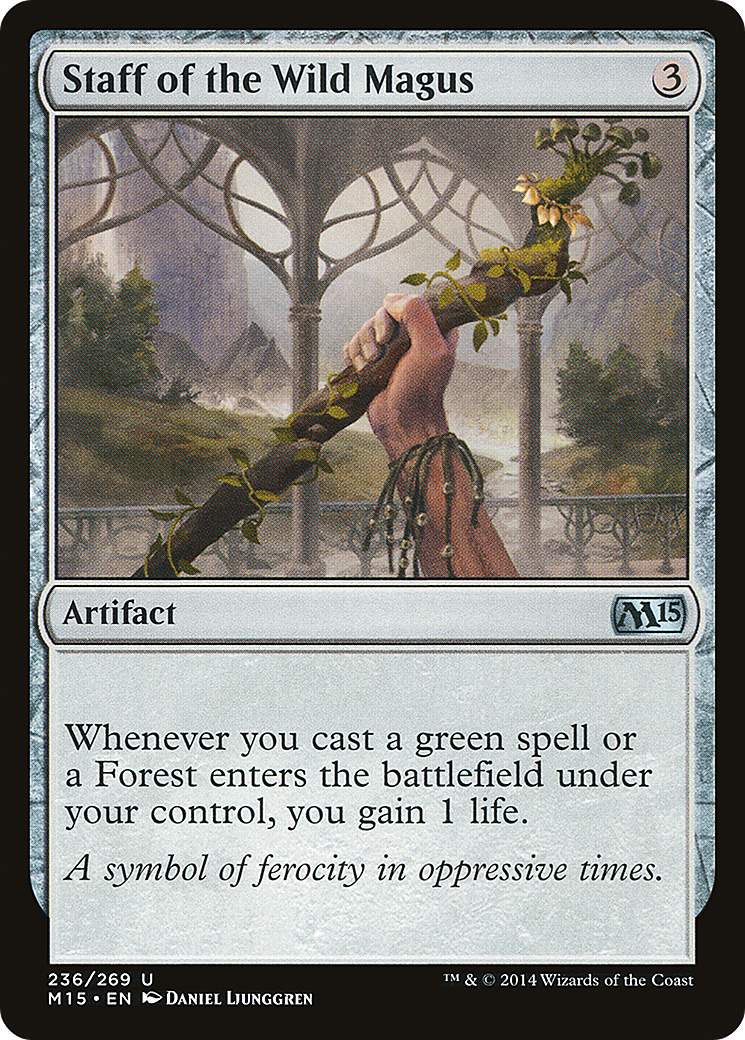 Staff of the Wild Magus 3
Artifact M15
Whenever you cast a green spell or
a Forest enters the battlefield under
your control, you gain 1 life.
A symbol of ferocity in oppressive times.
236/269 U ™ & © 2014 Wizards of the Coast
M15 • EN DANIEL LJUNGGREN